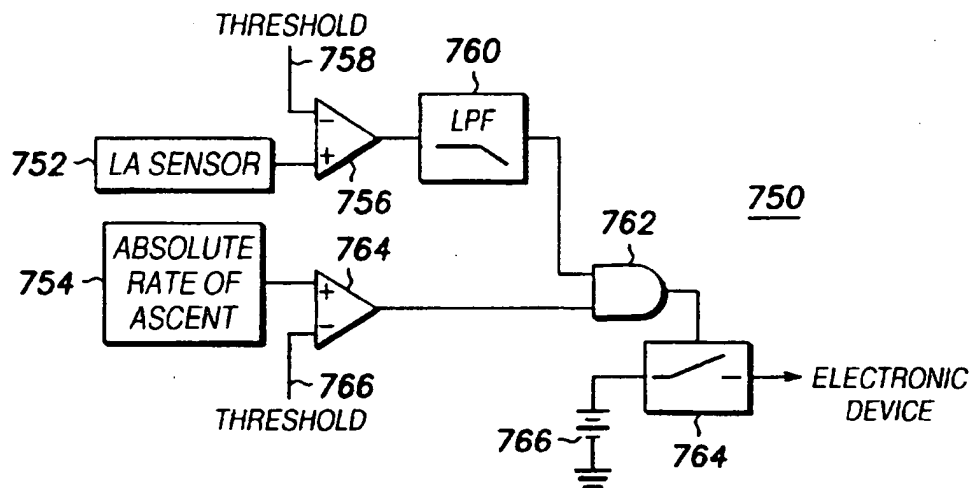 THRESHOLD
758
760
LPF
752
LA SENSOR
-
+
756
750
754
ABSOLUTE
RATE OF
ASCENT
764
762
+
-
766
THRESHOLD
ELECTRONIC
DEVICE
766
764